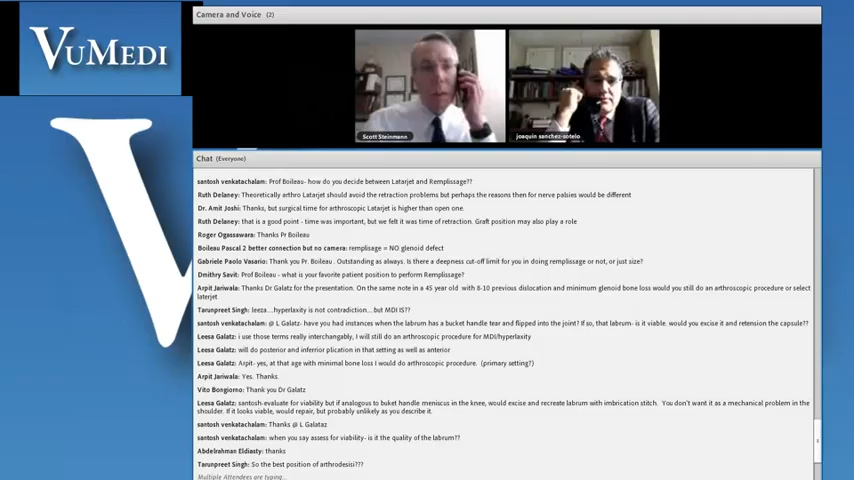 VUMEDI
Camera and Voice (2)
Scott Steinmann
joaquin sanchez-sotelo
Chat (Everyone)
santosh venkatachalam: Prof Boileau- how do you decide between Latarjet and Remplissage??
Ruth Delaney: Theoretically arthro Latarjet should avoid the retraction problems but perhaps the reasons then for nerve palsies would be different
Dr. Amit Joshi: Thanks, but surgical time for arthroscopic Latarjet is higher than open one.
Ruth Delaney: that is a good point - time was important, but we felt it was time of retraction. Graft position may also play a role
Roger Ogassawara: Thanks Pr Boileau
Boileau Pascal 2 better connection but no camera: remplisage = NO glenoid defect
Gabriele Paolo Vasario: Thank you Pr. Boileau . Outstanding as always. Is there a deepness cut-off limit for you in doing remplissage or not, or just size?
Dmithry Savit: Prof Boileau - what is your favorite patient position to perform Remplissage?
Arpit Jariwala: Thanks Dr Galatz for the presentation. On the same note in a 45 year old with 8-10 previous dislocation and minimum glenoid bone loss would you still do an arthroscopic procedure or select
laterjet
Tarunpreet Singh: leeza....hyperlaxity is not contradiction....but MDI IS??
santosh venkatachalam: @ L Galatz- have you had instances when the labrum has a bucket handle tear and flipped into the joint? If so, that labrum- is it viable. would you excise it and retension the capsule??
Leesa Galatz: i use those terms really interchangably, I will still do an arthroscopic procedure for MDI/hyperlaxity
Leesa Galatz: will do posterior and inferior plication in that setting as well as anterior
Leesa Galatz: Arpit- yes, at that age with minimal bone loss I would do arthroscopic procedure. (primary setting?)
Arpit Jariwala: Yes. Thanks.
Vito Bongiorno: Thank you Dr Galatz
Leesa Galatz: santosh-evaluate for viability but if analogous to buket handle meniscus in the knee, would excise and recreate labrum with imbrication stitch. You don't want it as a mechanical problem in the
shoulder. If it looks viable, would repair, but probably unlikely as you describe it.
santosh venkatachalam: Thanks @ L Galataz
santosh venkatachalam: when you say assess for viability- is it the quality of the labrum??
Abdelrahman Eldiasty: thanks
Tarunpreet Singh: So the best position of arthrodesis???
Multiple Attendees are typing...